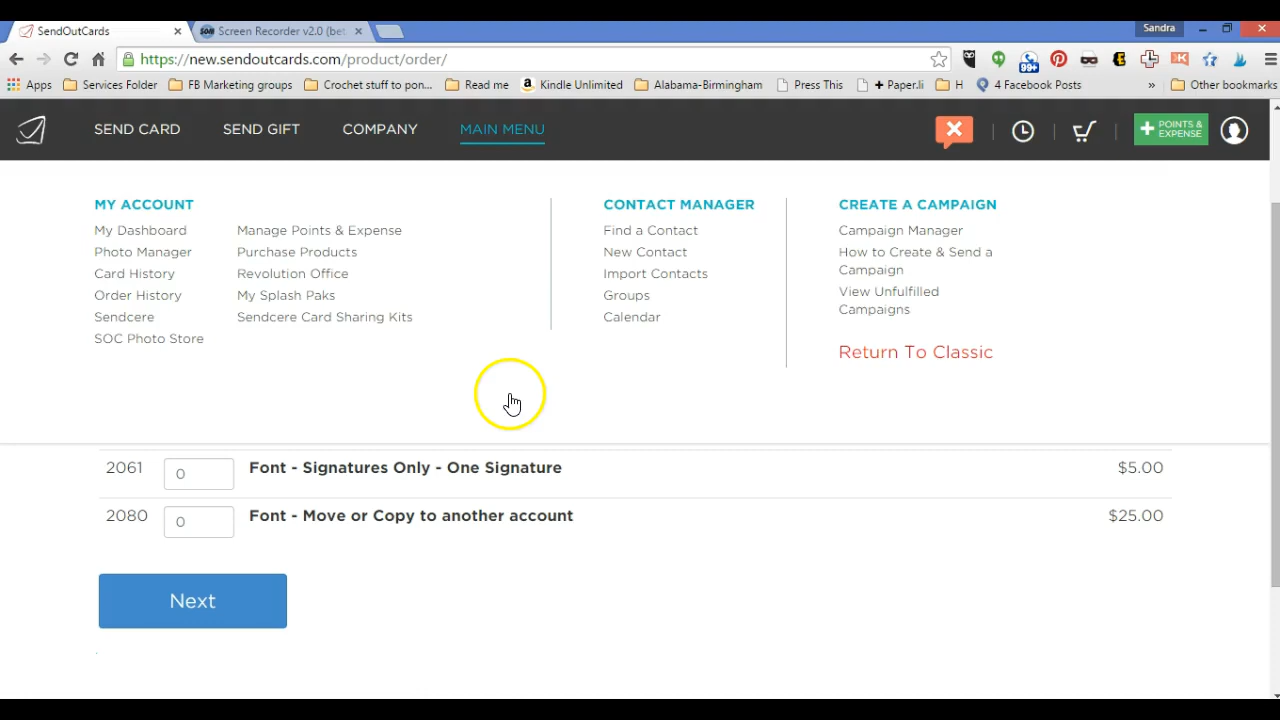 SendOutCards
Screen Recorder v2.0 (bet
Sandra
https://new.sendoutcards.com/product/order/
99+
Apps
Services Folder
FB Marketing groups
Crochet stuff to pon...
Read me
Kindle Unlimited
Alabama-Birmingham
Press This
+ Paper.li
H
4 Facebook Posts
»
Other bookmarks
SEND CARD
SEND GIFT
COMPANY
MAIN MENU
+ POINTS &
EXPENSE
MY ACCOUNT
My Dashboard
Photo Manager
Card History
Order History
Sendcere
SOC Photo Store
Manage Points & Expense
Purchase Products
Revolution Office
My Splash Paks
Sendcere Card Sharing Kits
CONTACT MANAGER
Find a Contact
New Contact
Import Contacts
Groups
Calendar
CREATE A CAMPAIGN
Campaign Manager
How to Create & Send a
Campaign
View Unfulfilled
Campaigns
Return To Classic
2061 0 Font - Signatures Only - One Signature $5.00
2080 0 Font - Move or Copy to another account $25.00
Next